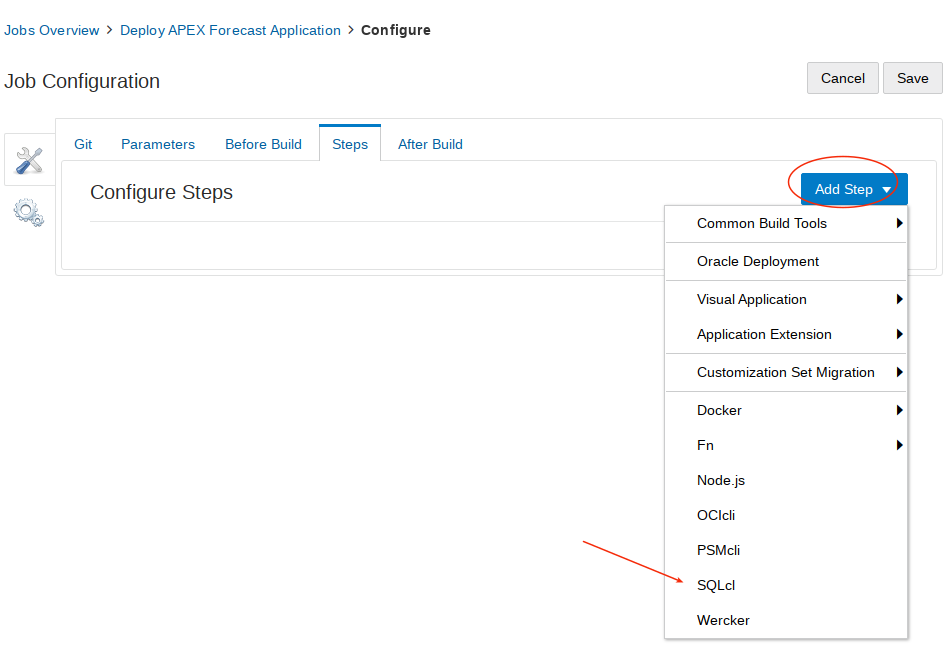 Jobs Overview > Deploy APEX Forecast Application > Configure
Job Configuration
Cancel Save
Git Parameters Before Build Steps After Build
Configure Steps
Add Step
Common Build Tools
Oracle Deployment
Visual Application
Application Extension
Customization Set Migration
Docker
Fn
Node.js
OCIcli
PSMcli
SQLcl
Wercker